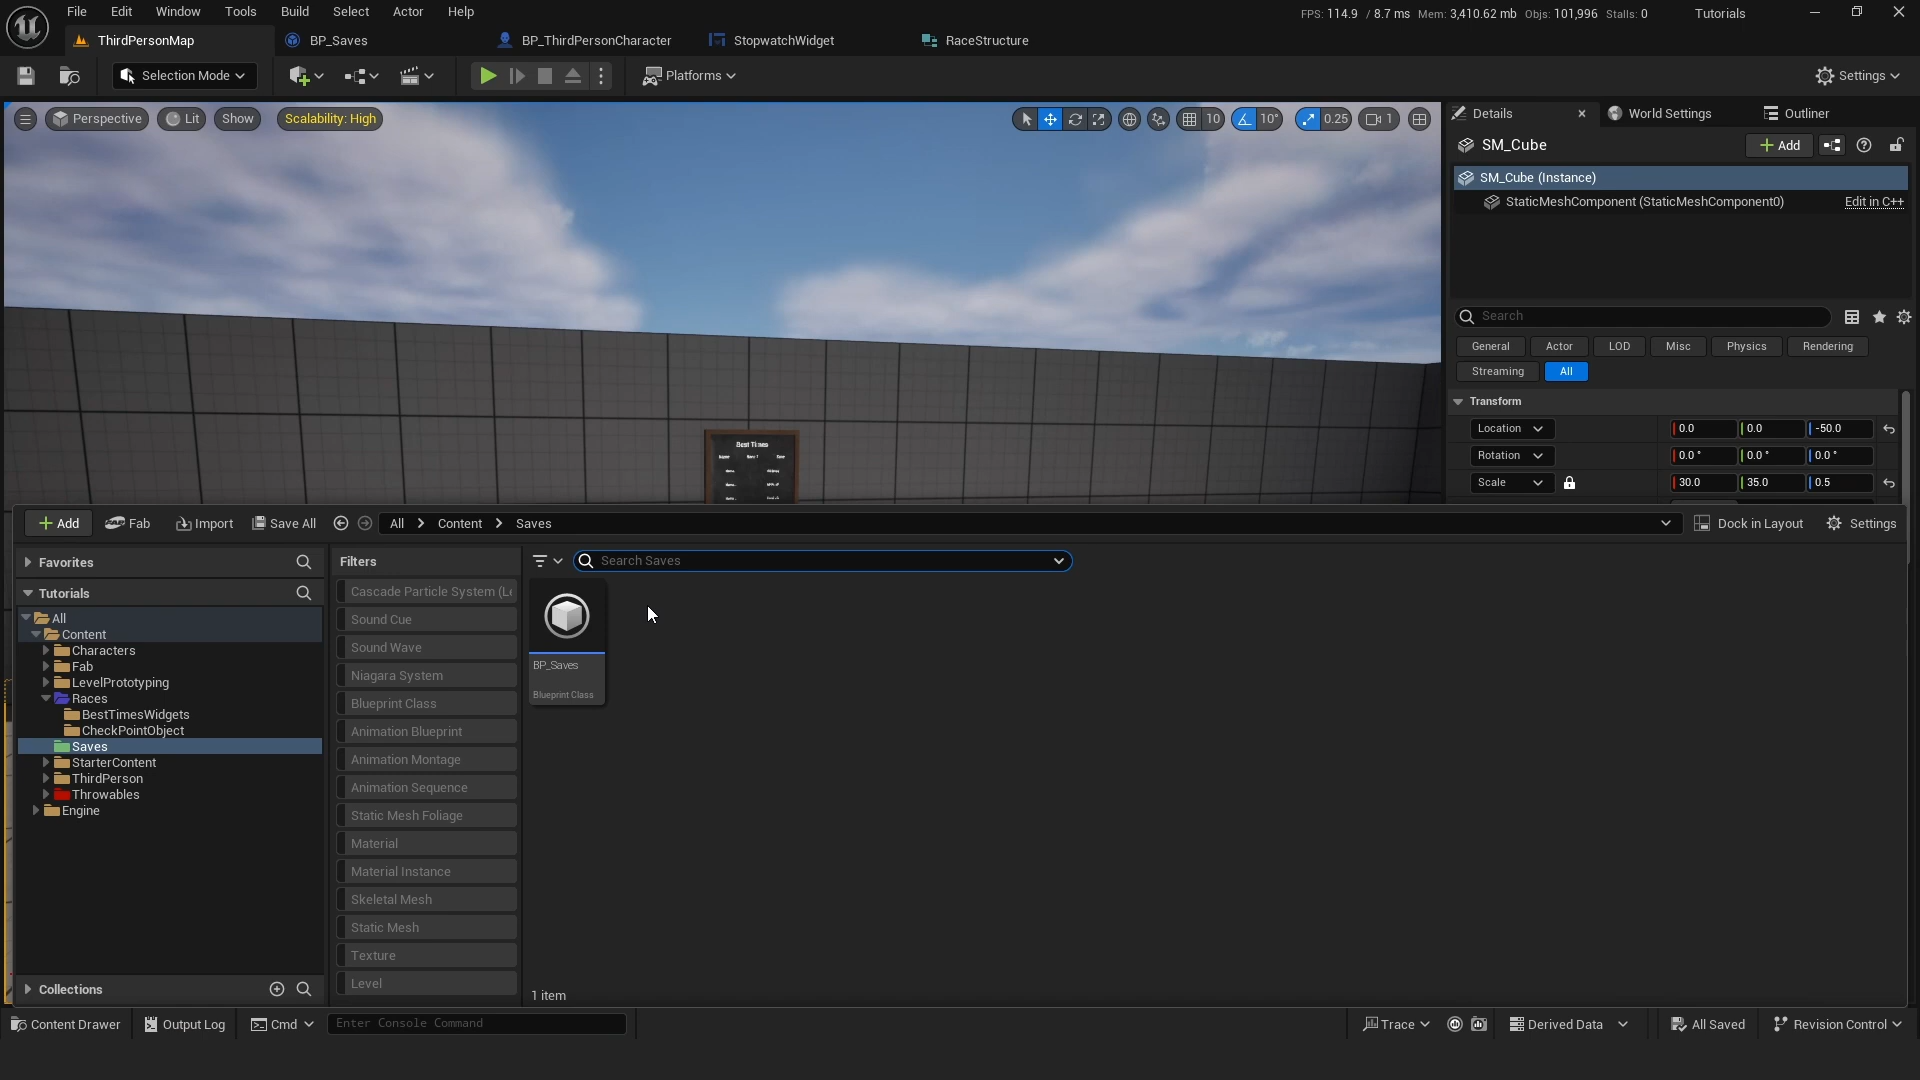 File Edit Window Tools Build Select Actor Help
FPS: 114.9 / 8.7 ms Mem: 3,410.62 mb Objs: 101,996 Stalls: 0 Tutorials
ThirdPersonMap BP_Saves BP_ThirdPersonCharacter StopwatchWidget RaceStructure
Selection Mode Platforms Settings
Perspective Lit Show Scalability: High 10 10° 0.25 1
Details World Settings Outliner
SM_Cube Add
SM_Cube (Instance)
StaticMeshComponent (StaticMeshComponent0) Edit in C++
Search
General Actor LOD Misc Physics Rendering
Streaming All
Transform
Location 0.0 0.0 -50.0
Rotation 0.0 ° 0.0 ° 0.0 °
Scale 30.0 35.0 0.5
Best Times
Add Fab Import Save All All Content Saves Dock in Layout Settings
Favorites
Tutorials
All
Content
Characters
Fab
LevelPrototyping
Races
BestTimesWidgets
CheckPointObject
Saves
StarterContent
ThirdPerson
Throwables
Engine
Collections
Filters
Cascade Particle System (Le
Sound Cue
Sound Wave
Niagara System
Blueprint Class
Animation Blueprint
Animation Montage
Animation Sequence
Static Mesh Foliage
Material
Material Instance
Skeletal Mesh
Static Mesh
Texture
Level
Search Saves
BP_Saves
Blueprint Class
1 item
Content Drawer Output Log Cmd Enter Console Command Trace Derived Data All Saved Revision Control